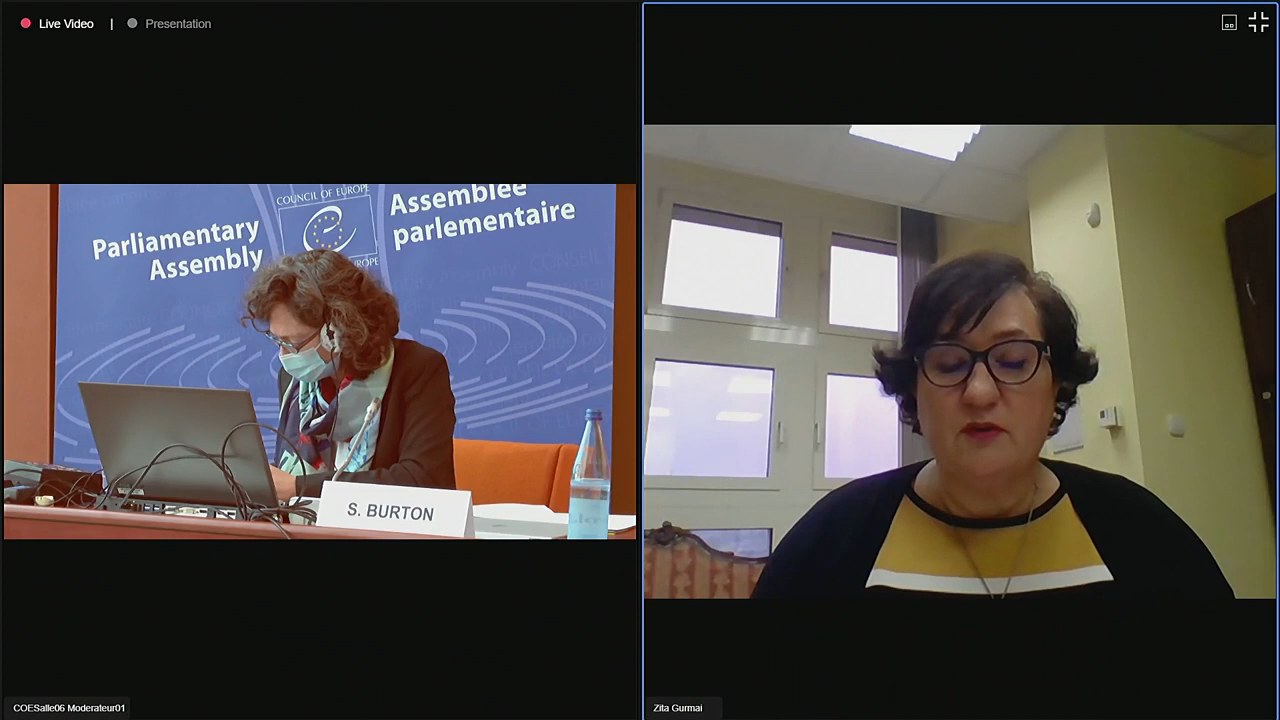 Live Video | Presentation
Parliamentary
Assembly
COUNCIL OF EUROPE
Assemblée
parlementaire
S. BURTON
COESalle06 Moderateur01
Zita Gurmai